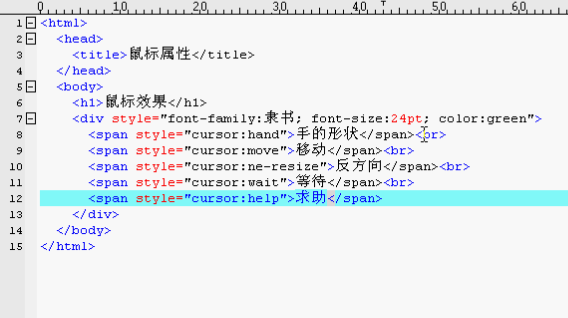 0 10 20 30 40 50 60
1 <html>
2 <head>
3 <title>鼠标属性</title>
4 </head>
5 <body>
6 <h1>鼠标效果</h1>
7 <div style="font-family:隶书; font-size:24pt; color:green">
8 <span style="cursor:hand">手的形状</span><br>
9 <span style="cursor:move">移动</span><br>
10 <span style="cursor:ne-resize">反方向</span><br>
11 <span style="cursor:wait">等待</span><br>
12 <span style="cursor:help">求助</span>
13 </div>
14 </body>
15 </html>